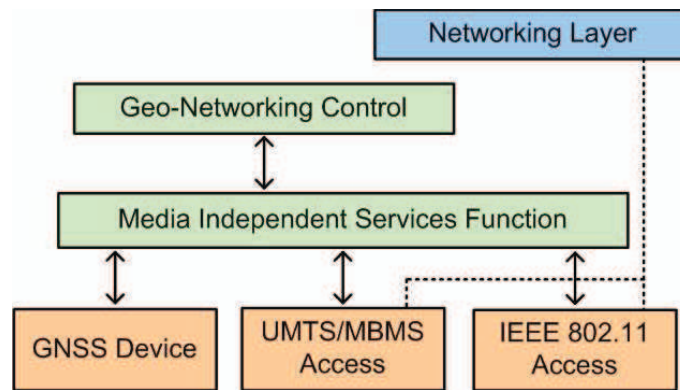 Networking Layer
Geo-Networking Control
Media Independent Services Function
GNSS Device
UMTS/MBMS
Access
IEEE 802.11
Access